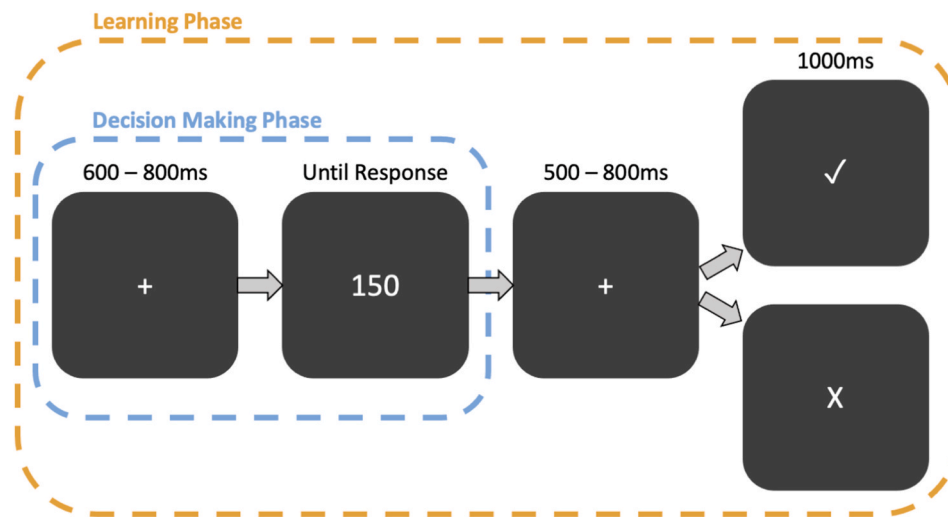 Learning Phase
1000ms
Decision Making Phase
600 – 800ms
Until Response
500 – 800ms
+
150
+
✓
X